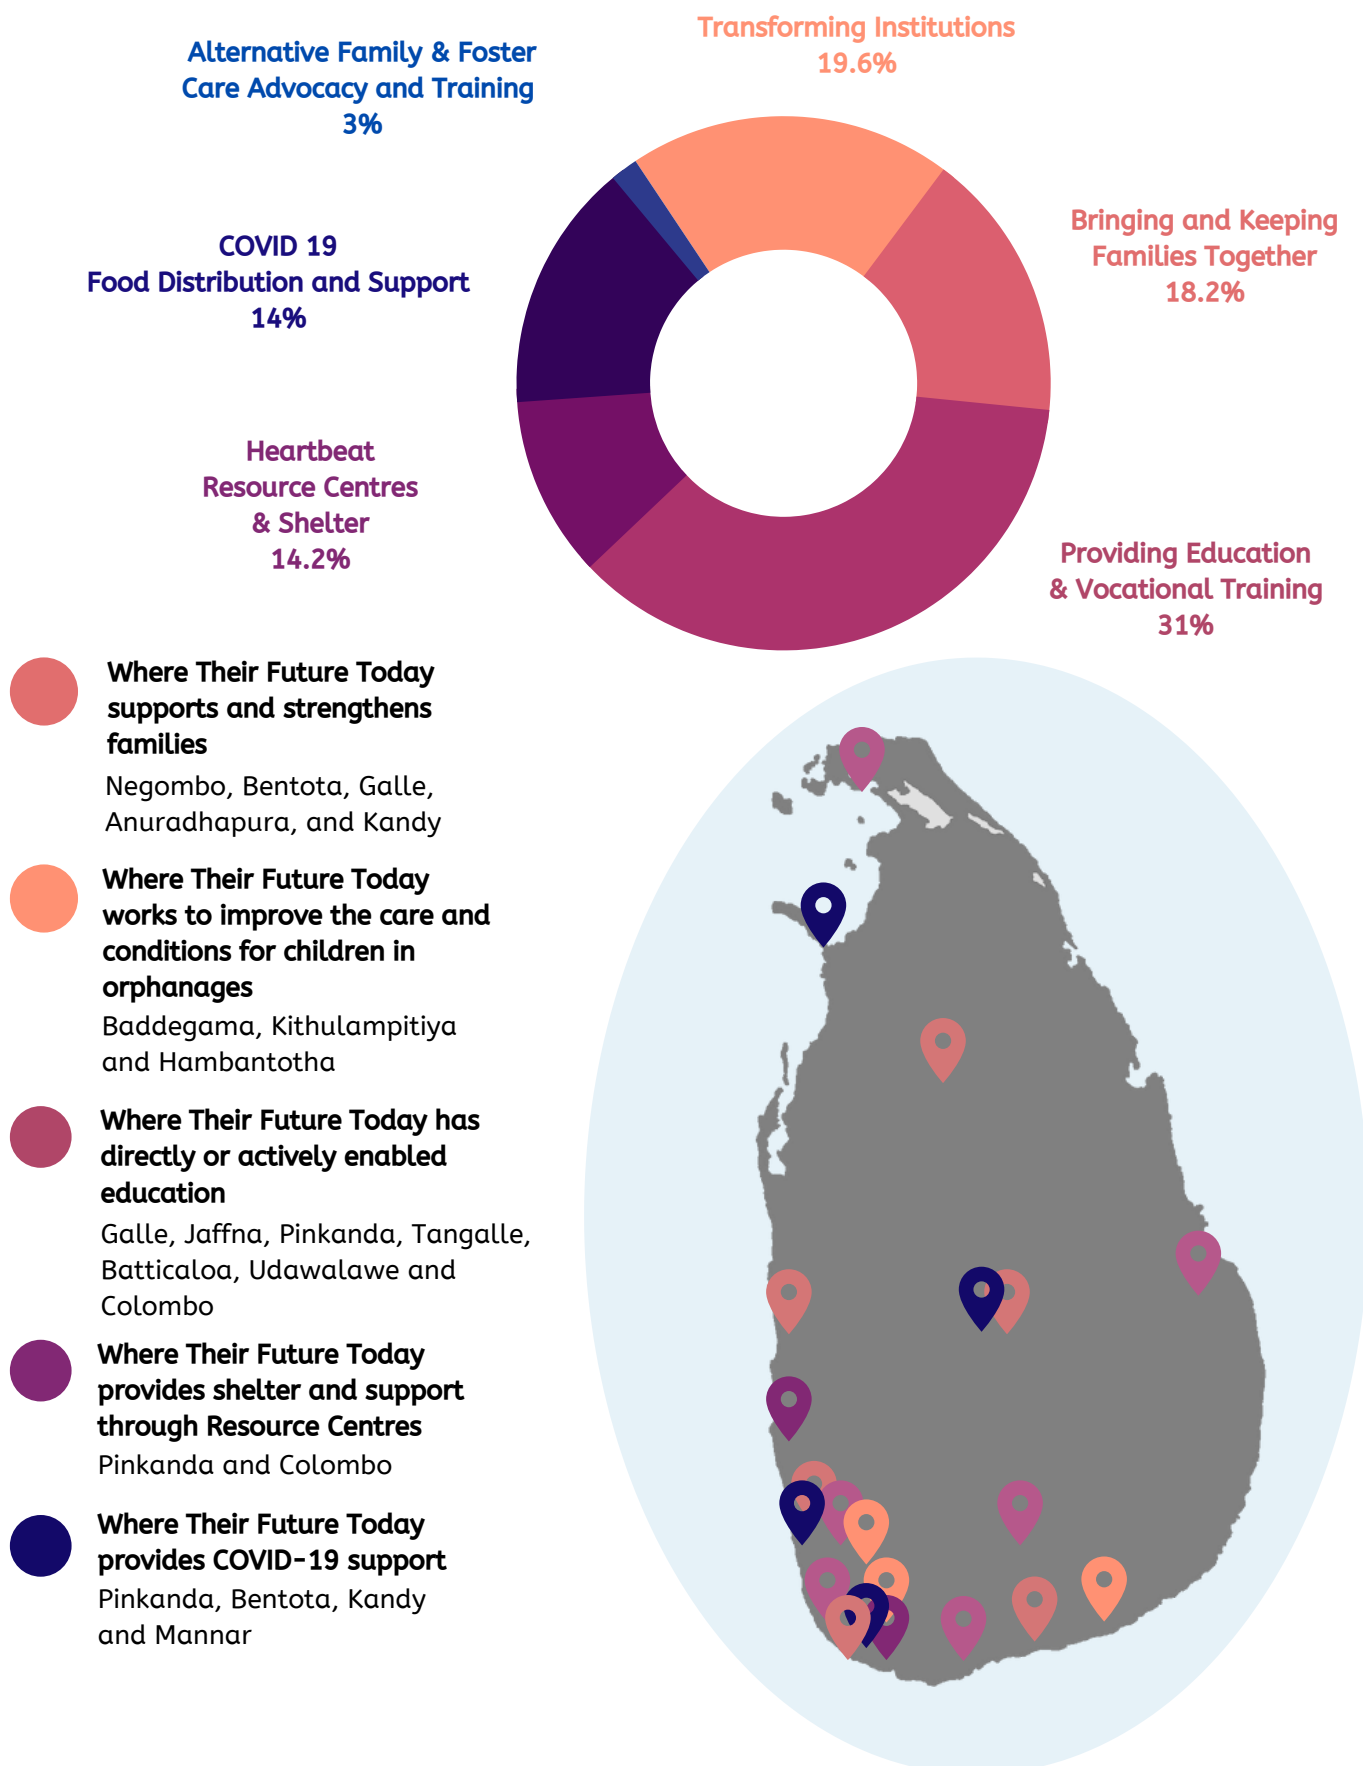 Transforming Institutions
19.6%
Alternative Family & Foster
Care Advocacy and Training
3%
Bringing and Keeping
Families Together
18.2%
COVID 19
Food Distribution and Support
14%
Heartbeat
Resource Centres
& Shelter
14.2%
Providing Education
& Vocational Training
31%
Where Their Future Today
supports and strengthens
families
Negombo, Bentota, Galle,
Anuradhapura, and Kandy
Where Their Future Today
works to improve the care and
conditions for children in
orphanages
Baddegama, Kithulampitiya
and Hambantotha
Where Their Future Today has
directly or actively enabled
education
Galle, Jaffna, Pinkanda, Tangalle,
Batticaloa, Udawalawe and
Colombo
Where Their Future Today
provides shelter and support
through Resource Centres
Pinkanda and Colombo
Where Their Future Today
provides COVID-19 support
Pinkanda, Bentota, Kandy
and Mannar